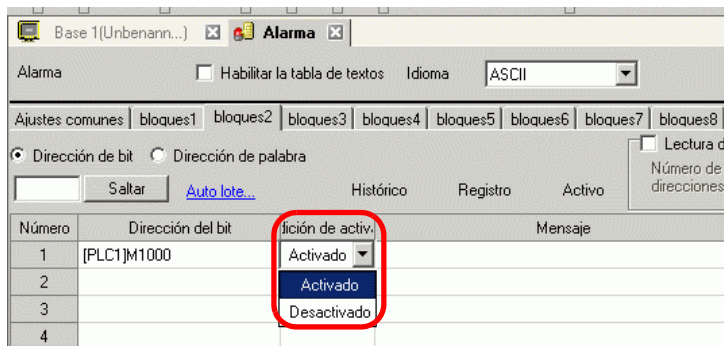 Base 1(Unbenann...) Alarma
Alarma Habilitar la tabla de textos Idioma ASCII
Ajustes comunes bloques1 bloques2 bloques3 bloques4 bloques5 bloques6 bloques7 bloques8
Dirección de bit Dirección de palabra Lectura d
Número de
Saltar Auto lote... Histórico Registro Activo direcciones
Número Dirección del bit dición de activ Mensaje
1 [PLC1]M1000 Activado
2 Activado
3 Desactivado
4